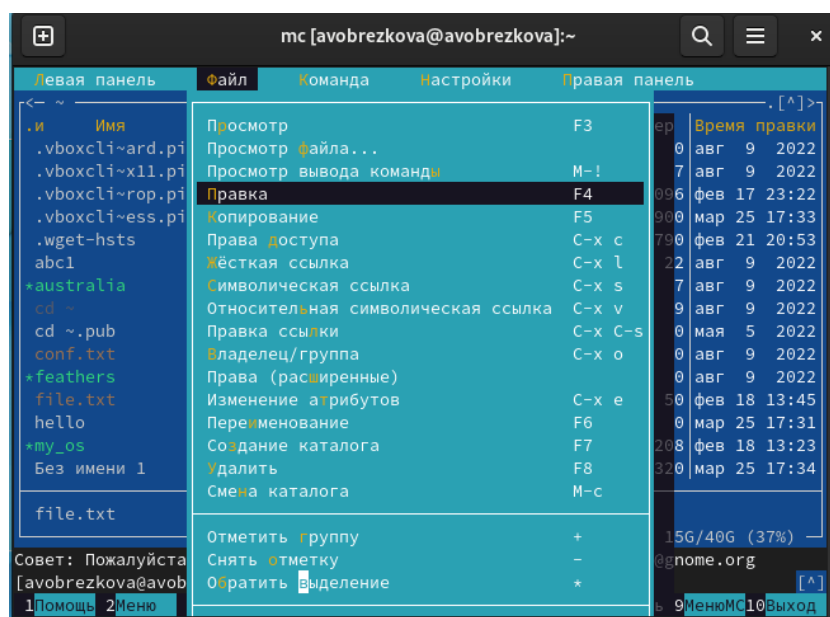 mc [avobrezkova@avobrezkova]:~
Левая панель Файл Команда Настройки Правая панель
<— ~ .[^]>
.и Имя ер Время правки
.vboxcli~ard.pi 0 авг 9 2022
.vboxcli~x11.pi 7 авг 9 2022
.vboxcli~rop.pi 096 фев 17 23:22
.vboxcli~ess.pi 900 мар 25 17:33
.wget-hsts 790 фев 21 20:53
abc1 22 авг 9 2022
*australia 7 авг 9 2022
cd ~ 9 авг 9 2022
cd ~.pub 0 мая 5 2022
conf.txt 0 авг 9 2022
*feathers 0 авг 9 2022
file.txt 50 фев 18 13:45
hello 0 мар 25 17:31
*my_os 208 фев 18 13:23
Без имени 1 320 мар 25 17:34
file.txt
15G/40G (37%)
Просмотр F3
Просмотр файла...
Просмотр вывода команды M-!
Правка F4
Копирование F5
Права доступа C-x c
Жёсткая ссылка C-x l
Символическая ссылка C-x s
Относительная символическая ссылка C-x v
Правка ссылки C-x C-s
Владелец/группа C-x o
Права (расширенные)
Изменение атрибутов C-x e
Переименование F6
Создание каталога F7
Удалить F8
Смена каталога M-c
Отметить группу +
Снять отметку -
Обратить выделение *
Совет: Пожалуйста @gnome.org
[avobrezkova@avob [^]
1Помощь 2Меню ь 9МенюMC 10Выход